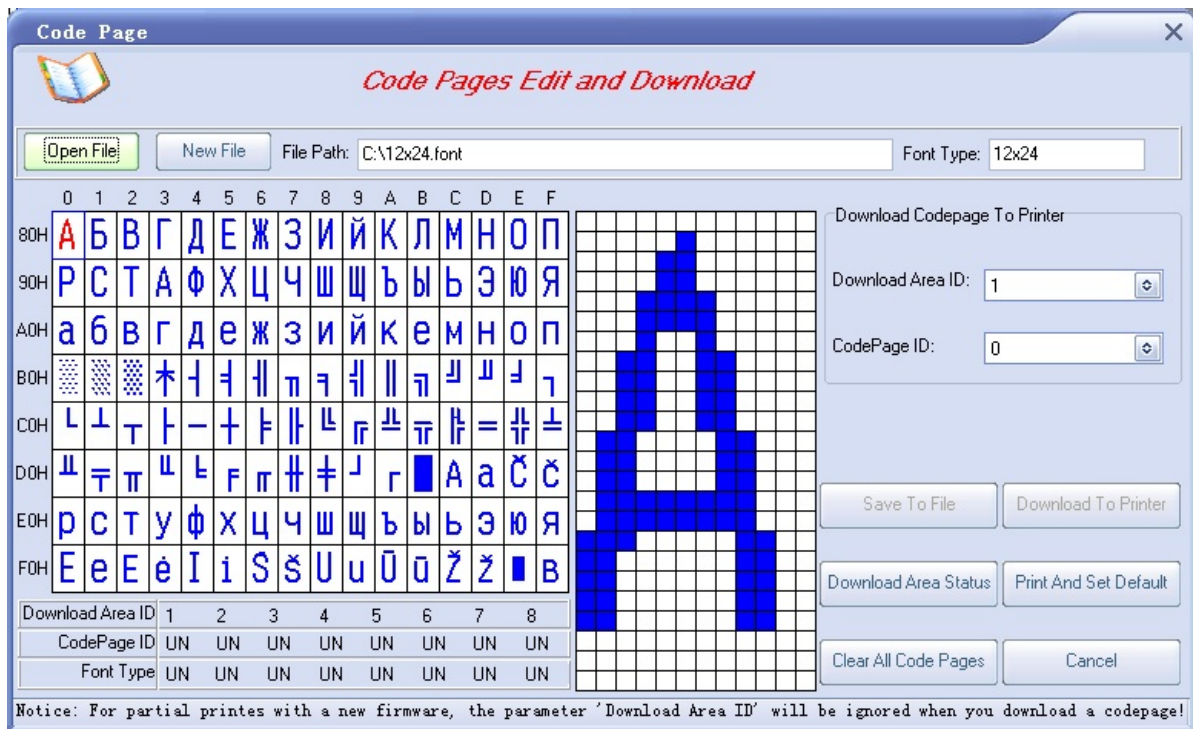 Code Page
Code Pages Edit and Download
Open File New File File Path: C:\12x24.font Font Type: 12x24
0 1 2 3 4 5 6 7 8 9 A B C D E F
80H А Б В Г Д Е Ж З И Й К Л М Н О П
90H Р С Т А Ф Х Ц Ч Ш Щ Ъ Ы Ь Э Ю Я
A0H а б в г д е ж з и й к е м н о п
B0H ░ ▒ ▓ ┤ ╡ ╢ ╖ ╕ ╣ ║ ╗ ╝ ╜ ╛ ┐
C0H └ ┴ ┬ ├ ─ ┼ ╞ ╟ ╚ ╔ ╩ ╦ ╠ ═ ╬ ╧
D0H ╨ ╤ ╥ ╙ ╘ ╒ ╓ ╫ ╪ ┘ ┌ █ A a Č č
E0H р с т у ф х ц ч ш щ ъ ы ь э ю я
F0H E e E ė I i S š U u Ū ū Ž ž ■ B
Download Codepage To Printer
Download Area ID: 1
CodePage ID: 0
Save To File Download To Printer
Download Area Status Print And Set Default
Clear All Code Pages Cancel
Download Area ID 1 2 3 4 5 6 7 8
CodePage ID UN UN UN UN UN UN UN UN
Font Type UN UN UN UN UN UN UN UN
Notice: For partial printes with a new firmware, the parameter 'Download Area ID' will be ignored when you download a codepage!